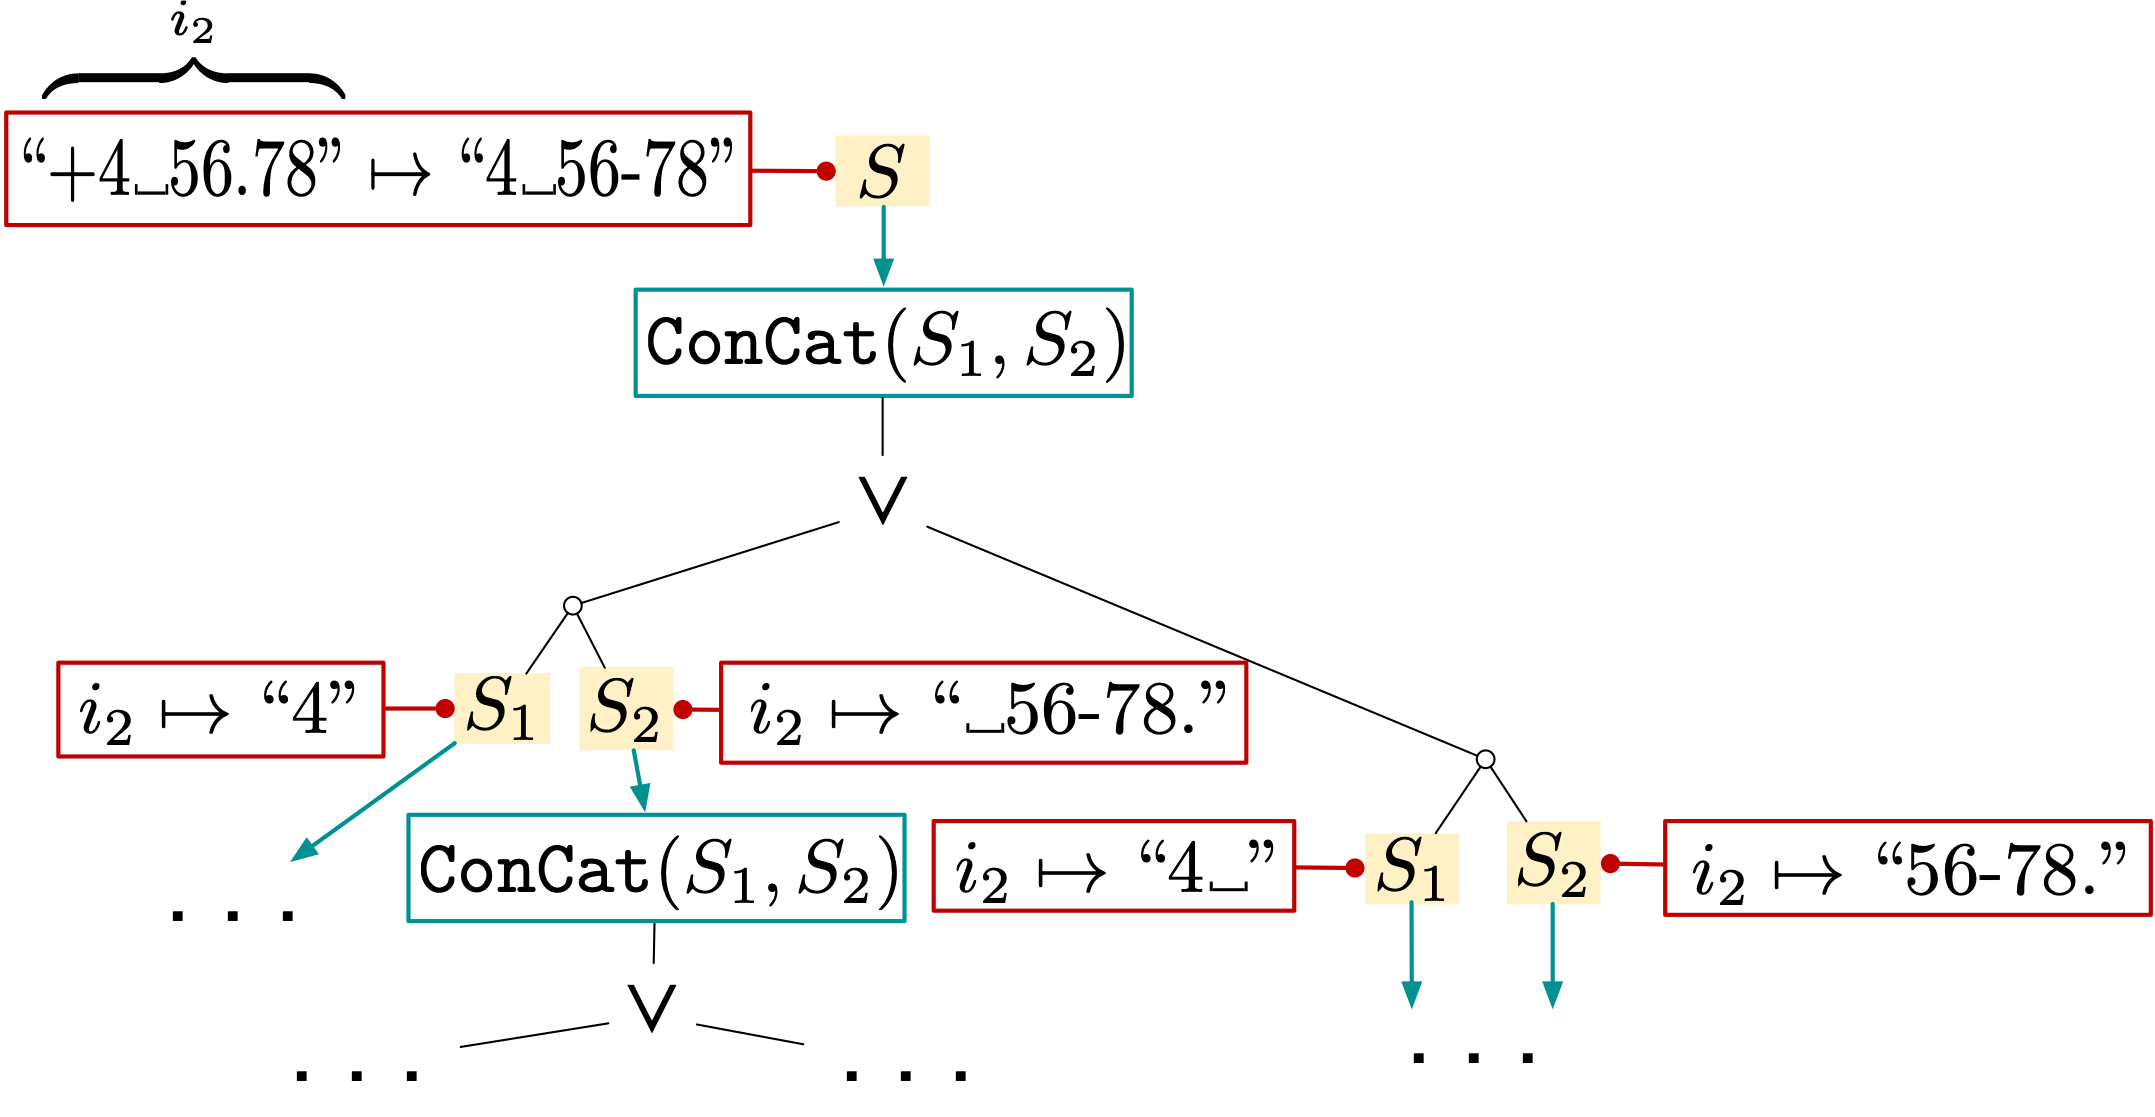 i₂
“+4␣56.78” ↦ “4␣56-78”
S
ConCat(S₁, S₂)
∨
i₂ ↦ “4”
S₁
S₂
i₂ ↦ “␣56-78.”
ConCat(S₁, S₂)
i₂ ↦ “4␣”
S₁
S₂
i₂ ↦ “56-78.”
. . .
∨
. . .
. . .
. . .